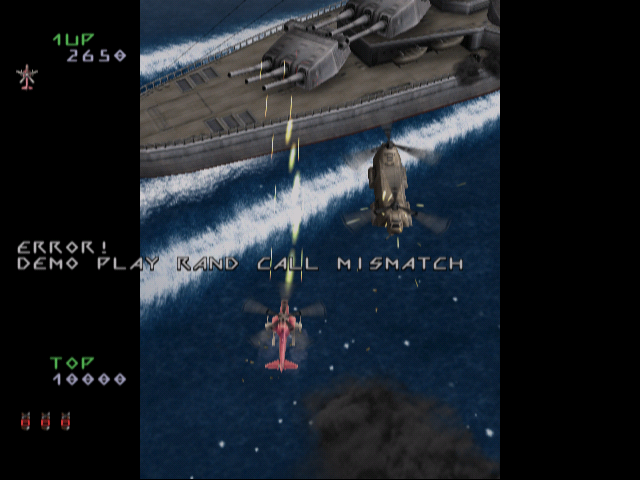 1UP
2650
ERROR!
DEMO PLAY RAND CALL MISMATCH
TOP
10000